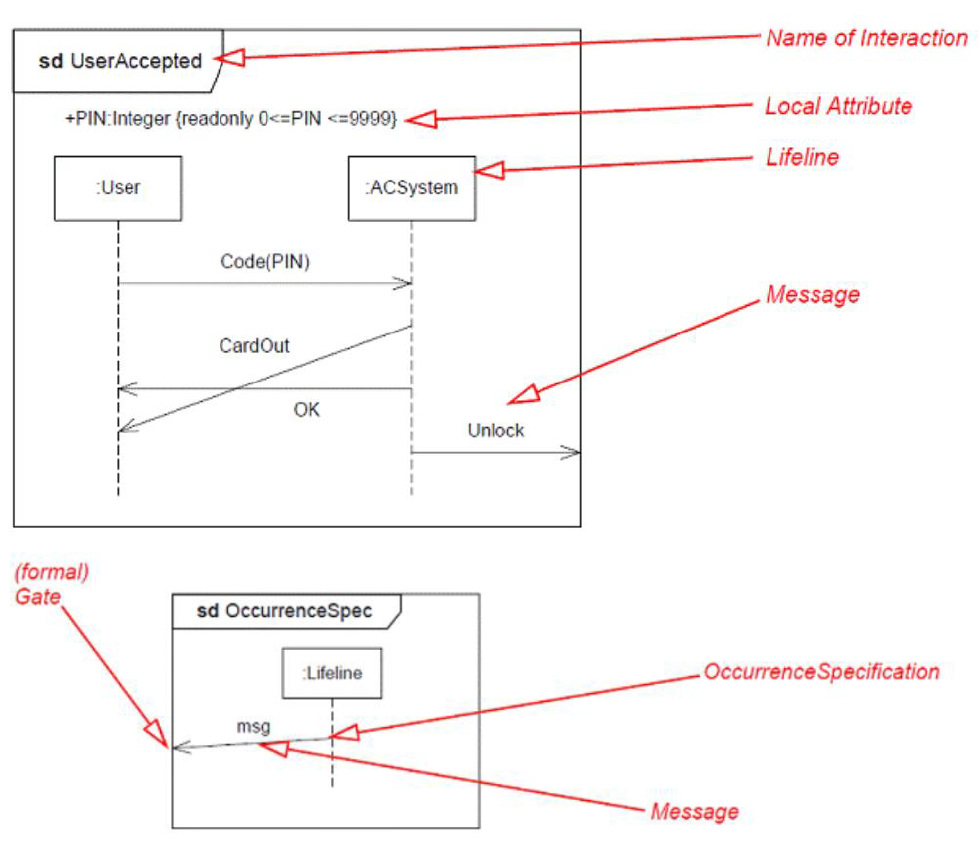 Name of Interaction
sd UserAccepted
Local Attribute
+PIN:Integer {readonly 0<=PIN <=9999}
Lifeline
:User
:ACSystem
Code(PIN)
Message
CardOut
OK
Unlock
(formal)
Gate
sd OccurrenceSpec
:Lifeline
OccurrenceSpecification
msg
Message